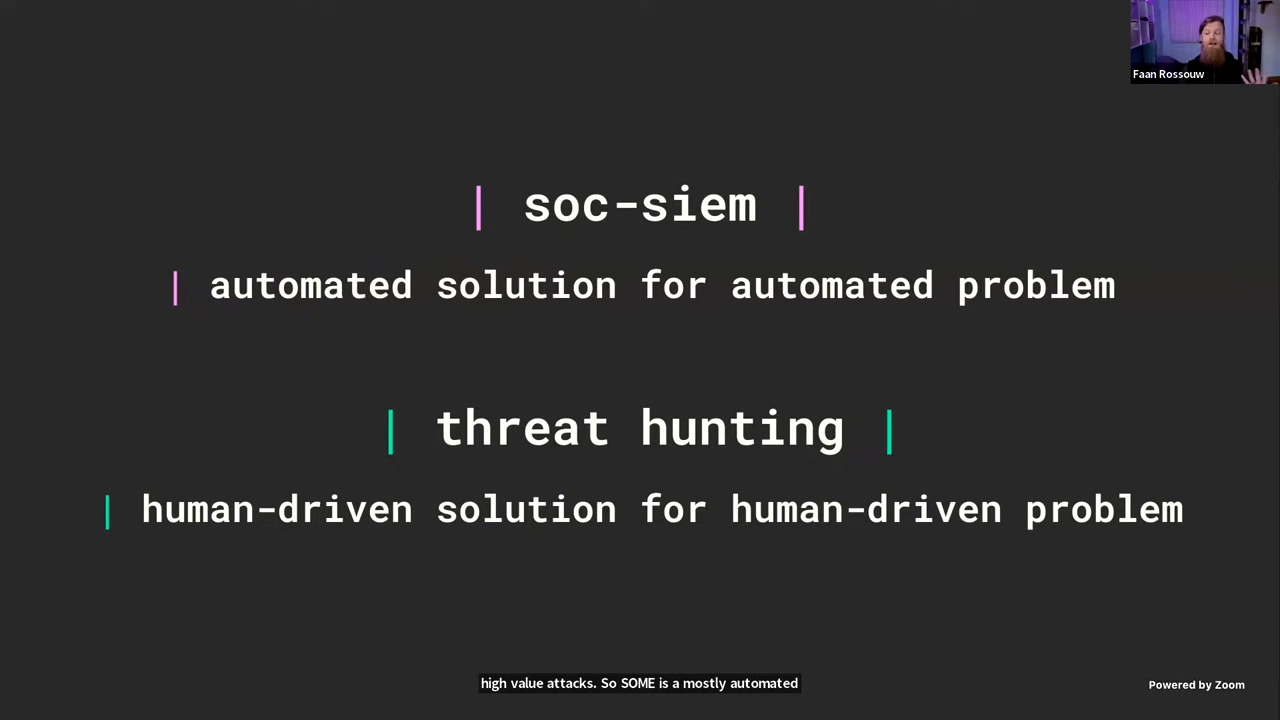 Faan Rossouw
| soc-siem |
| automated solution for automated problem
| threat hunting |
| human-driven solution for human-driven problem
high value attacks. So SOME is a mostly automated
Powered by Zoom